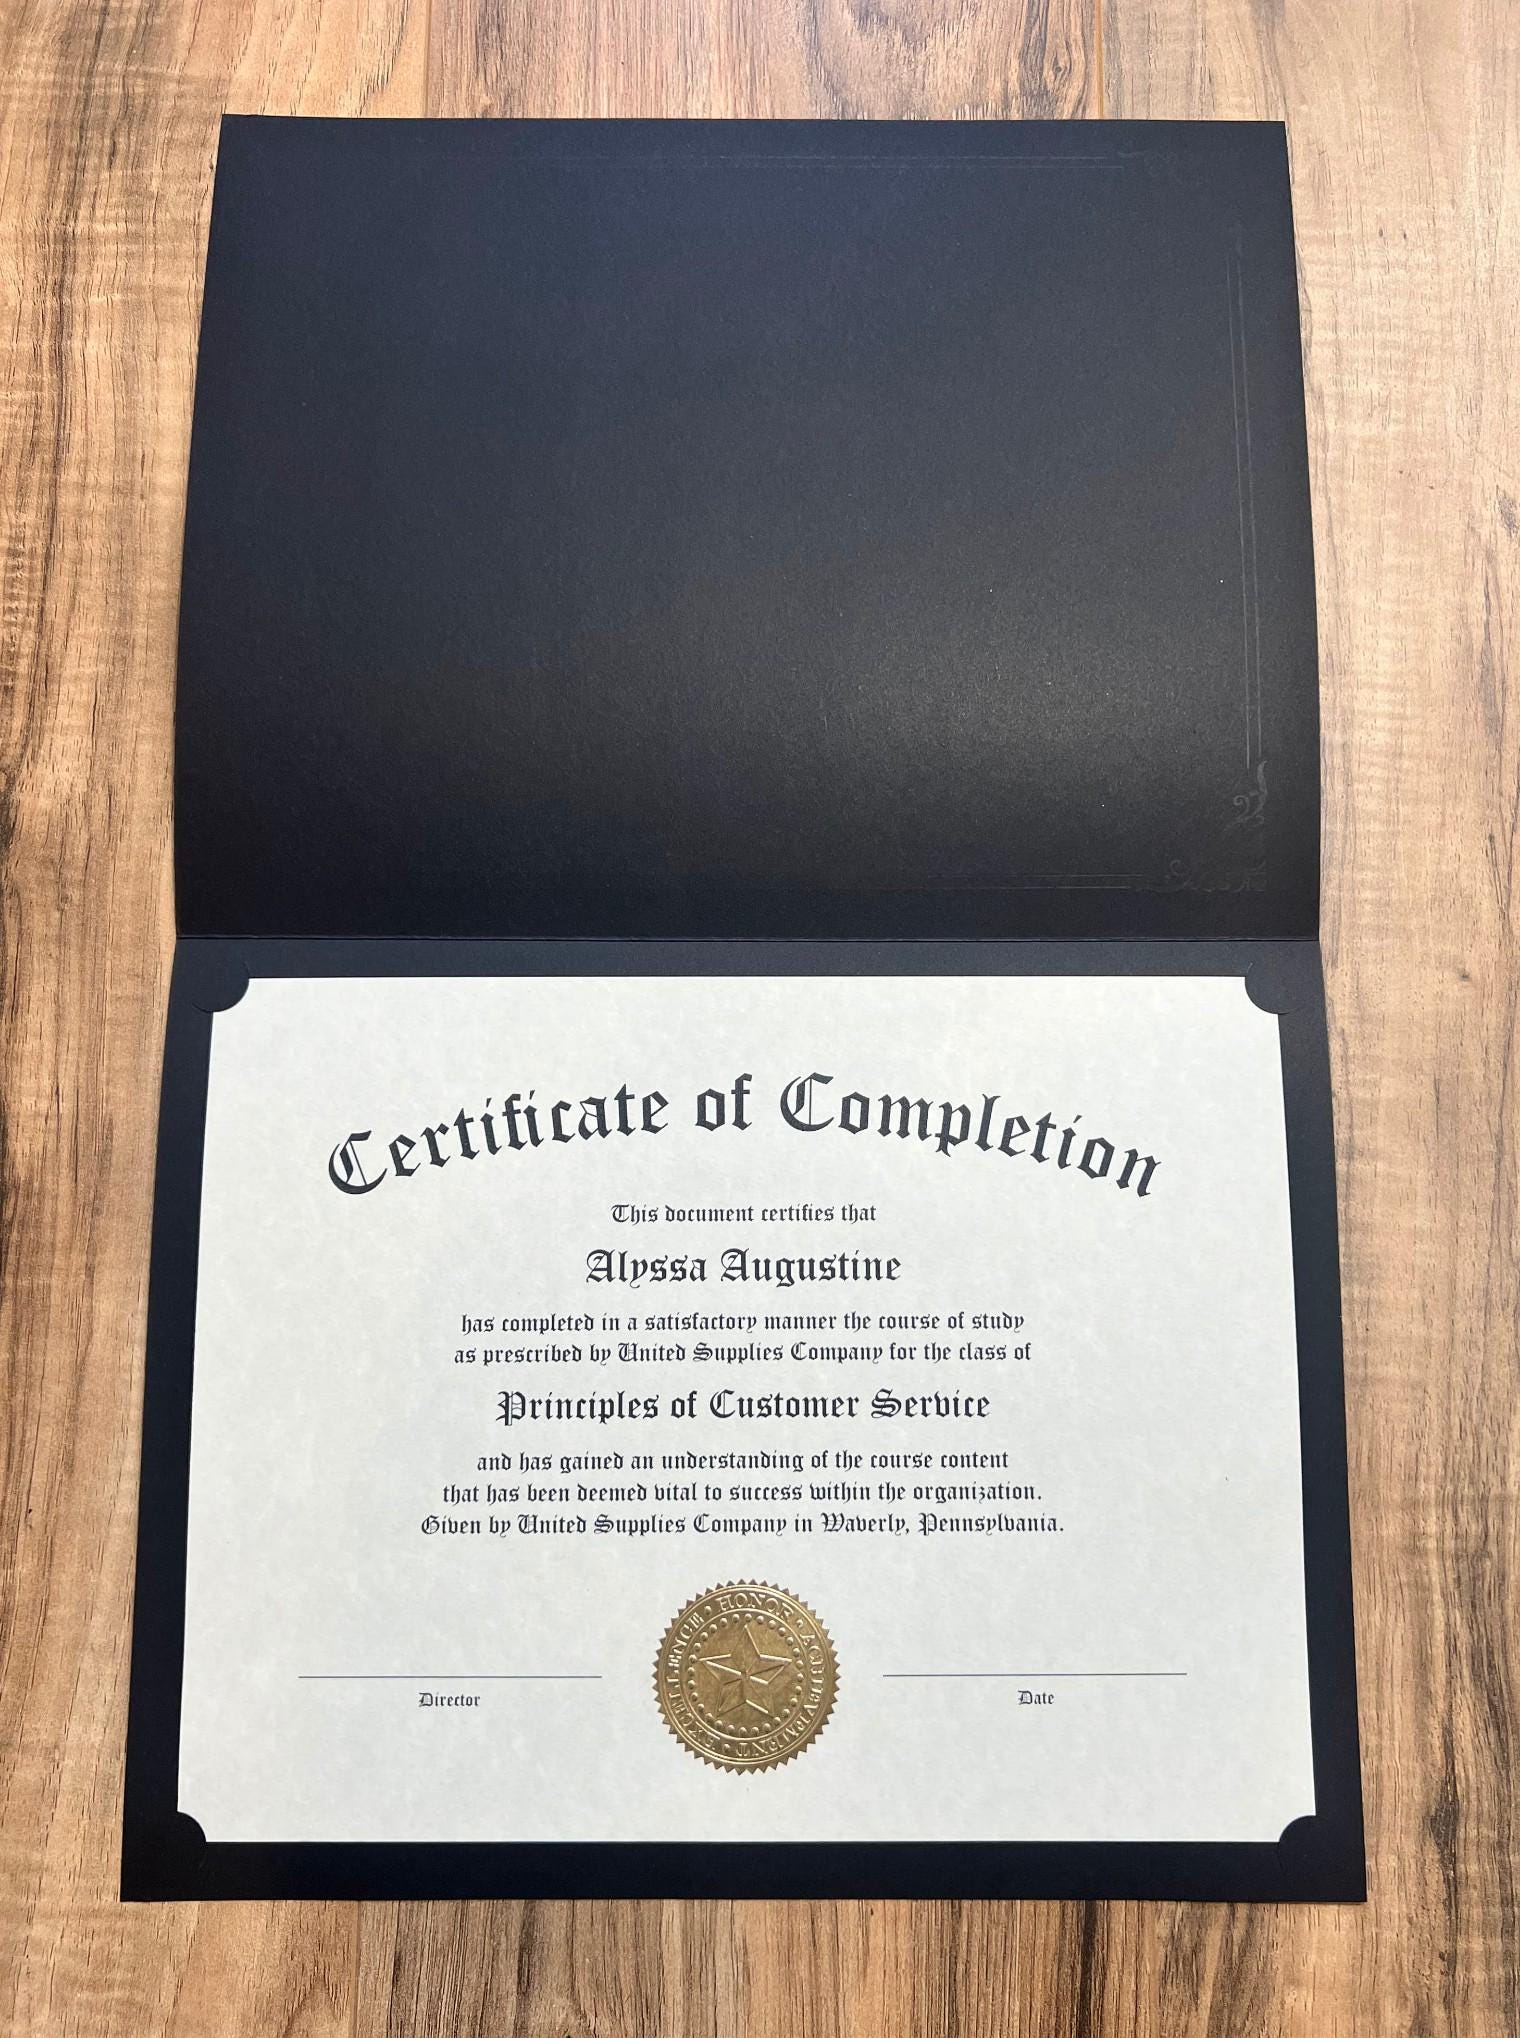 Certificate of Completion
This document certifies that
Alyssa Augustine
has completed in a satisfactory manner the course of study
as prescribed by United Supplies Company for the class of
Principles of Customer Service
and has gained an understanding of the course content
that has been deemed vital to success within the organization.
Given by United Supplies Company in Waverly, Pennsylvania.
EXCELLENCE • HONOR • ACHIEVEMENT •
Director
Date